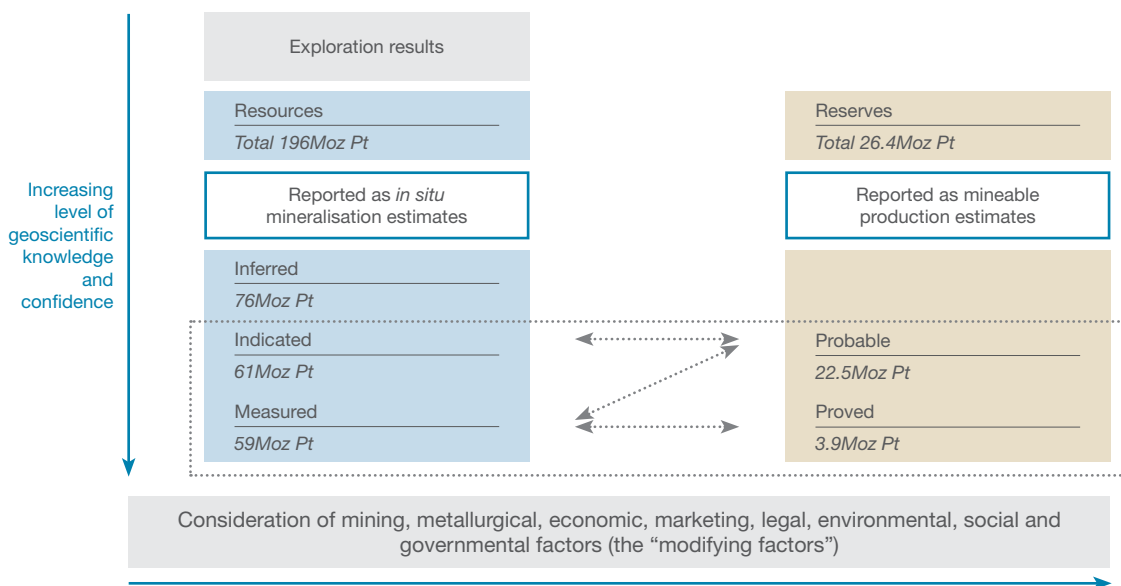 Exploration results
Resources
Total 196Moz Pt
Reserves
Total 26.4Moz Pt
Increasing
level of
geoscientific
knowledge
and
confidence
Reported as in situ
mineralisation estimates
Reported as mineable
production estimates
Inferred
76Moz Pt
Indicated
61Moz Pt
Probable
22.5Moz Pt
Measured
59Moz Pt
Proved
3.9Moz Pt
Consideration of mining, metallurgical, economic, marketing, legal, environmental, social and
governmental factors (the “modifying factors”)